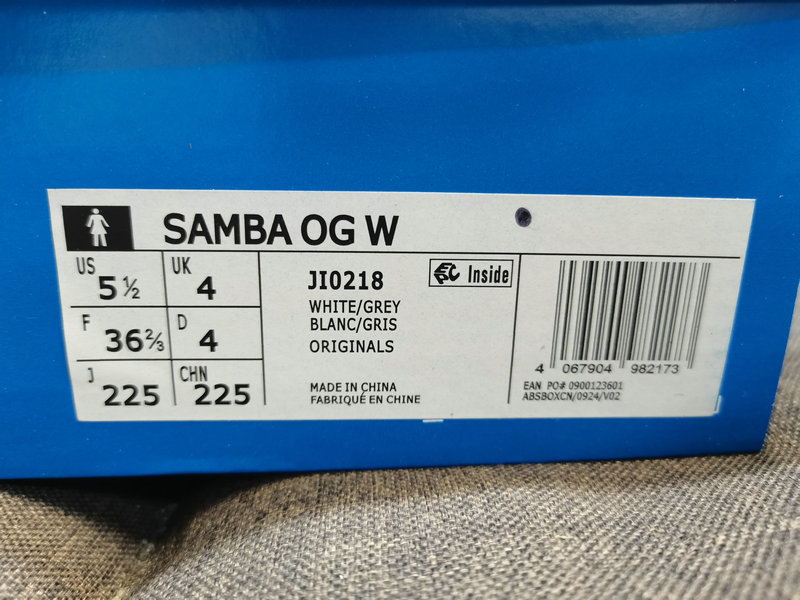 SAMBA OG W
US 5 ½ UK 4
F 36⅔ D 4
J 225 CHN 225
JI0218
EPC Inside
WHITE/GREY
BLANC/GRIS
ORIGINALS
MADE IN CHINA
FABRIQUÉ EN CHINE
4 067904 982173
EAN PO# 0900123601
ABSBOXCN/0924/V02